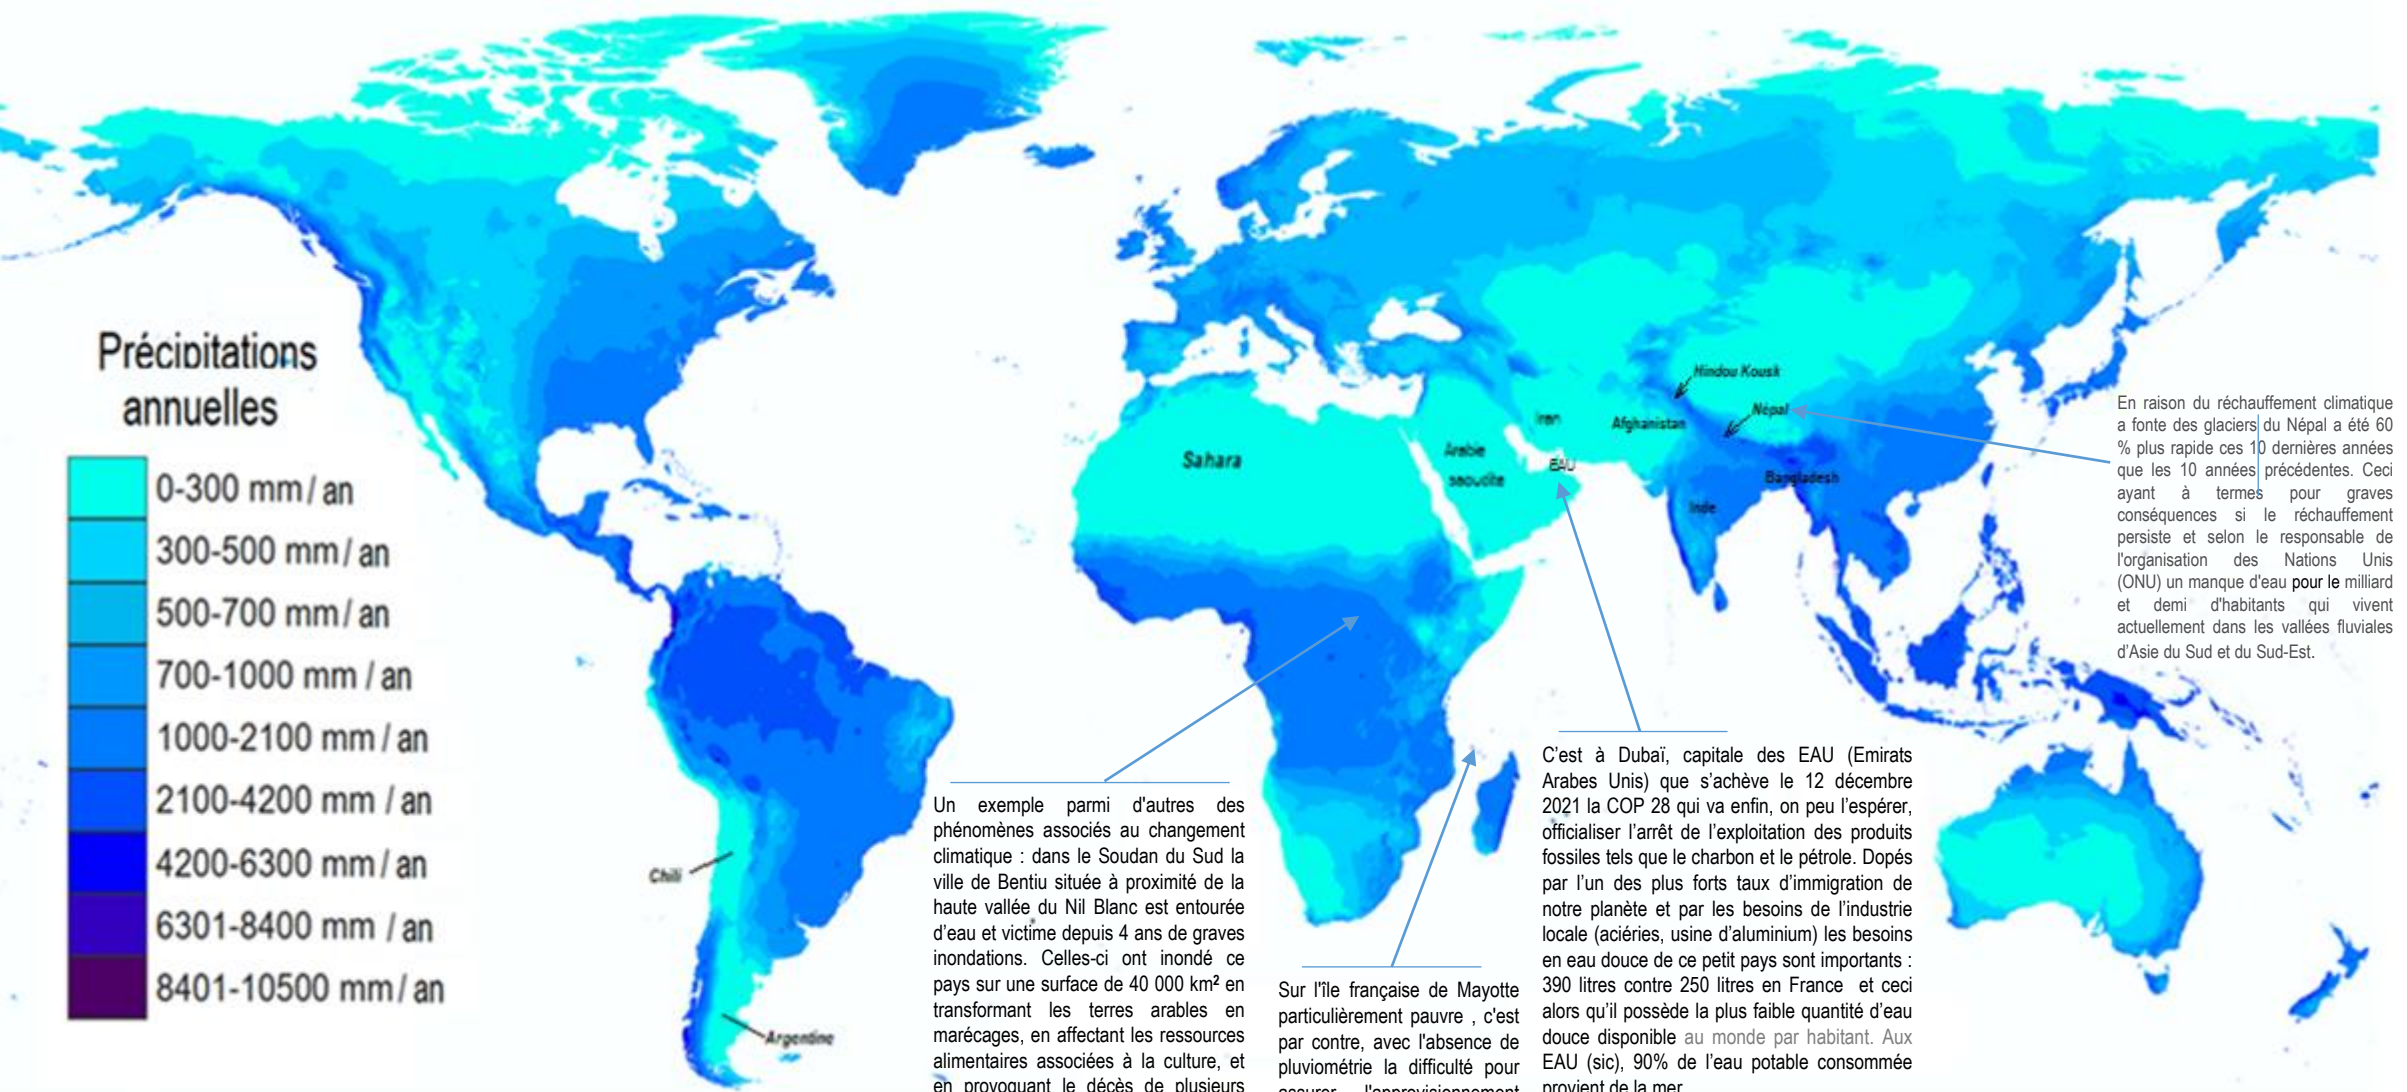 Précipitations
annuelles
0-300 mm / an
300-500 mm / an
500-700 mm / an
700-1000 mm / an
1000-2100 mm / an
2100-4200 mm / an
4200-6300 mm / an
6301-8400 mm / an
8401-10500 mm / an
Hindou Kousk
Népal
Iran
Afghanistan
Sahara
Arabie
saoudite
EAU
Bangladesh
Inde
Chili
Argentine
En raison du réchauffement climatique
a fonte des glaciers du Népal a été 60
% plus rapide ces 10 dernières années
que les 10 années précédentes. Ceci
ayant à termes pour graves
conséquences si le réchauffement
persiste et selon le responsable de
l'organisation des Nations Unis
(ONU) un manque d'eau pour le milliard
et demi d'habitants qui vivent
actuellement dans les vallées fluviales
d'Asie du Sud et du Sud-Est.
Un exemple parmi d'autres des
phénomènes associés au changement
climatique : dans le Soudan du Sud la
ville de Bentiu située à proximité de la
haute vallée du Nil Blanc est entourée
d'eau et victime depuis 4 ans de graves
inondations. Celles-ci ont inondé ce
pays sur une surface de 40 000 km² en
transformant les terres arables en
marécages, en affectant les ressources
alimentaires associées à la culture, et
en provoquant le décès de plusieurs
Sur l'île française de Mayotte
particulièrement pauvre , c'est
par contre, avec l'absence de
pluviométrie la difficulté pour
assurer l'approvisionnement
C'est à Dubaï, capitale des EAU (Emirats
Arabes Unis) que s'achève le 12 décembre
2021 la COP 28 qui va enfin, on peu l'espérer,
officialiser l'arrêt de l'exploitation des produits
fossiles tels que le charbon et le pétrole. Dopés
par l'un des plus forts taux d'immigration de
notre planète et par les besoins de l'industrie
locale (aciéries, usine d'aluminium) les besoins
en eau douce de ce petit pays sont importants :
390 litres contre 250 litres en France et ceci
alors qu'il possède la plus faible quantité d'eau
douce disponible au monde par habitant. Aux
EAU (sic), 90% de l'eau potable consommée
provient de la mer